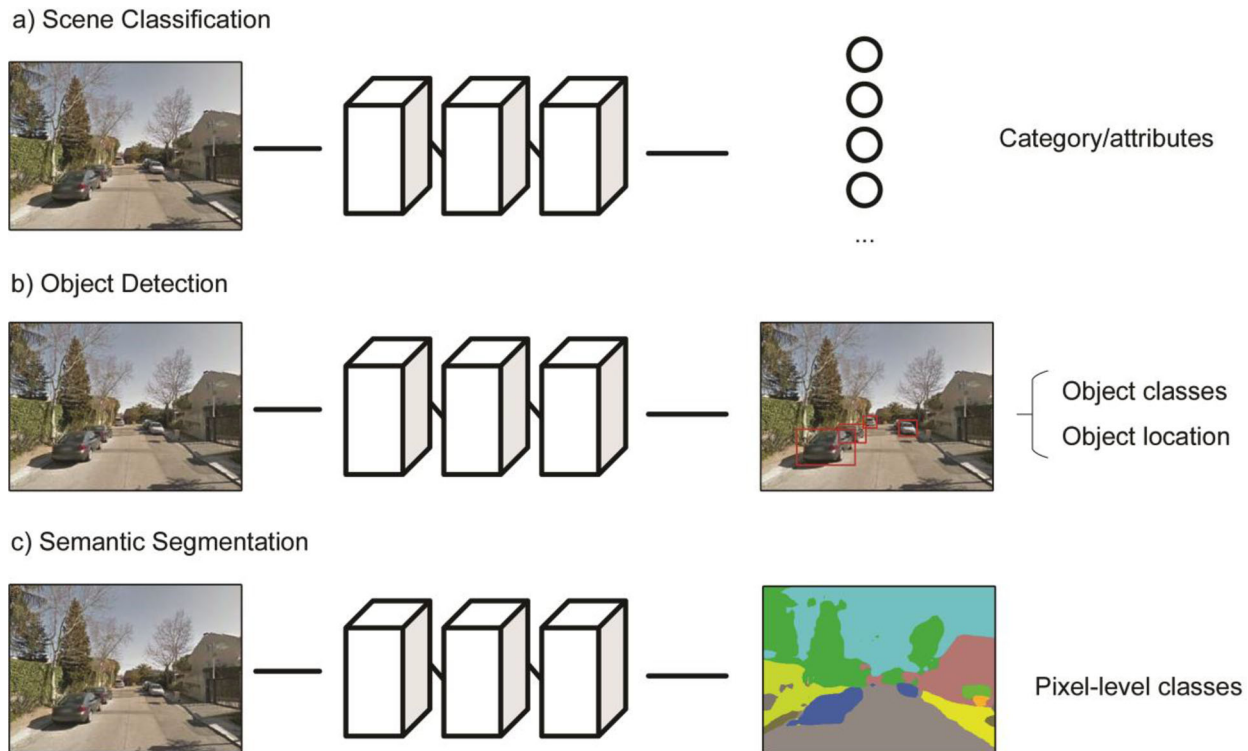 a) Scene Classification
...
Category/attributes
b) Object Detection
Object classes
Object location
c) Semantic Segmentation
Pixel-level classes